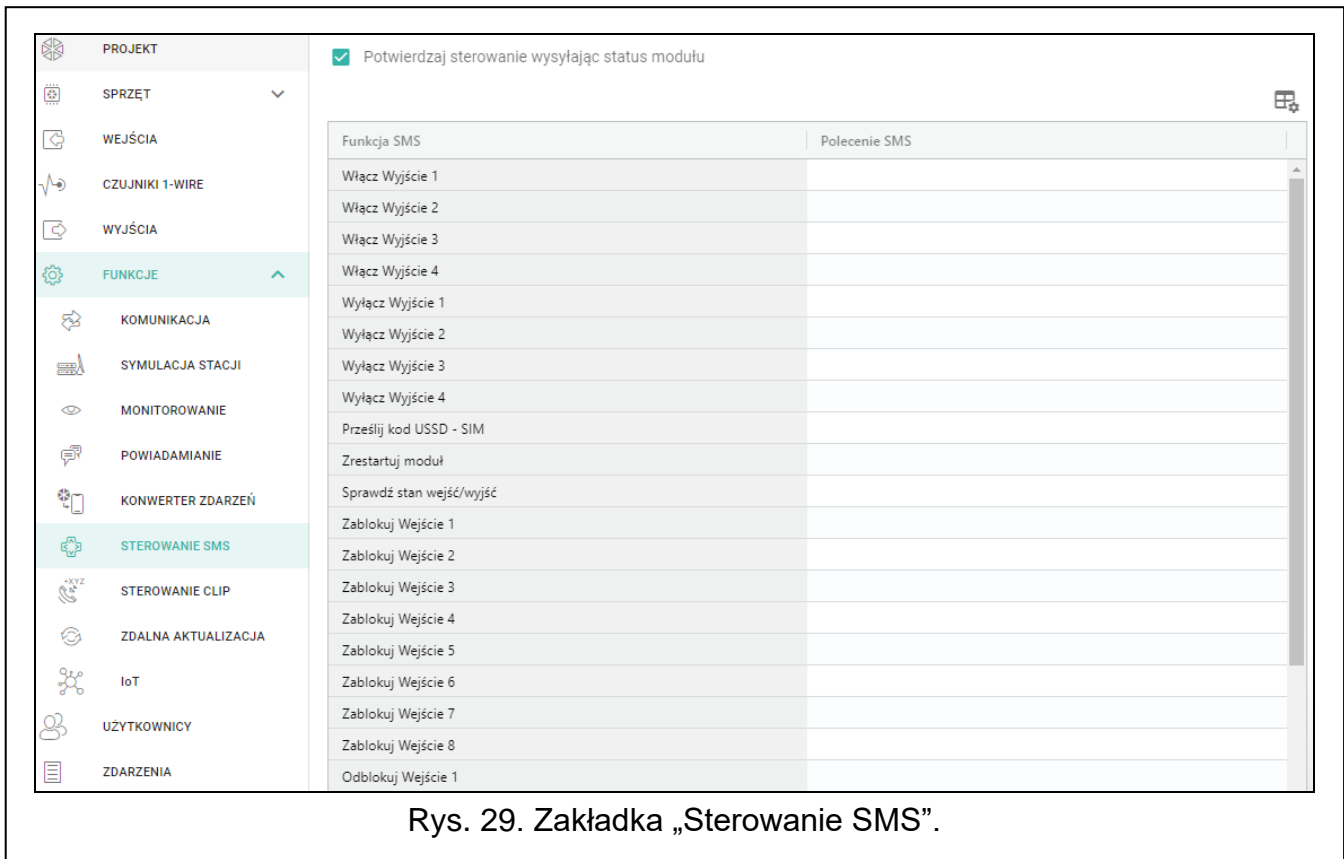 PROJEKT
SPRZĘT
WEJŚCIA
CZUJNIKI 1-WIRE
WYJŚCIA
FUNKCJE
KOMUNIKACJA
SYMULACJA STACJI
MONITOROWANIE
POWIADAMIANIE
KONWERTER ZDARZEŃ
STEROWANIE SMS
+XYZ
STEROWANIE CLIP
ZDALNA AKTUALIZACJA
IoT
UŻYTKOWNICY
ZDARZENIA
Potwierdzaj sterowanie wysyłając status modułu
Funkcja SMS Polecenie SMS
Włącz Wyjście 1
Włącz Wyjście 2
Włącz Wyjście 3
Włącz Wyjście 4
Wyłącz Wyjście 1
Wyłącz Wyjście 2
Wyłącz Wyjście 3
Wyłącz Wyjście 4
Prześlij kod USSD - SIM
Zrestartuj moduł
Sprawdź stan wejść/wyjść
Zablokuj Wejście 1
Zablokuj Wejście 2
Zablokuj Wejście 3
Zablokuj Wejście 4
Zablokuj Wejście 5
Zablokuj Wejście 6
Zablokuj Wejście 7
Zablokuj Wejście 8
Odblokuj Wejście 1
Rys. 29. Zakładka „Sterowanie SMS”.